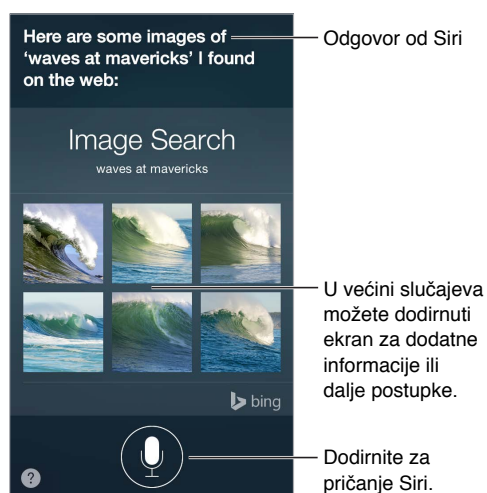 Here are some images of
‘waves at mavericks’ I found
on the web:
Odgovor od Siri
Image Search
waves at mavericks
U većini slučajeva
možete dodirnuti
ekran za dodatne
informacije ili
dalje postupke.
bing
Dodirnite za
pričanje Siri.
?